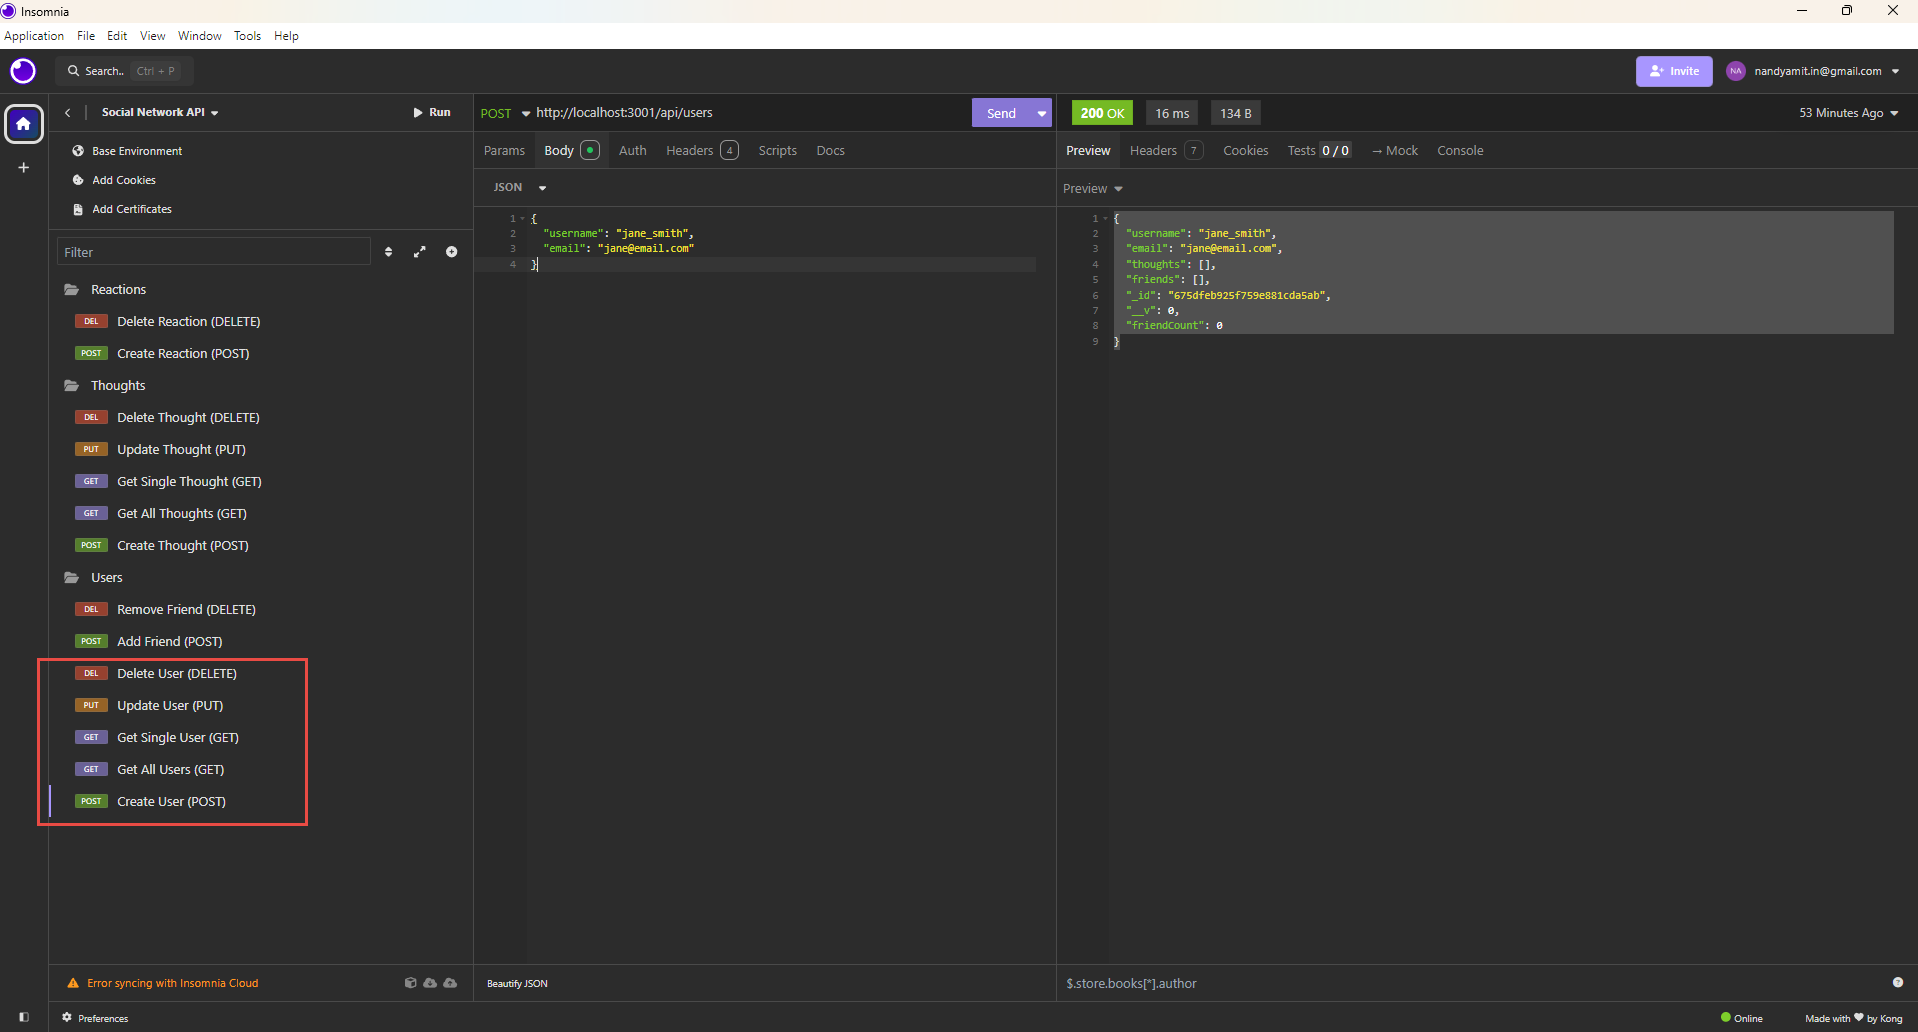 Insomnia
Application File Edit View Window Tools Help
Search.. Ctrl + P
Invite NA nandyamit.in@gmail.com
Social Network API Run
Base Environment
Add Cookies
Add Certificates
Filter
Reactions
DEL Delete Reaction (DELETE)
POST Create Reaction (POST)
Thoughts
DEL Delete Thought (DELETE)
PUT Update Thought (PUT)
GET Get Single Thought (GET)
GET Get All Thoughts (GET)
POST Create Thought (POST)
Users
DEL Remove Friend (DELETE)
POST Add Friend (POST)
DEL Delete User (DELETE)
PUT Update User (PUT)
GET Get Single User (GET)
GET Get All Users (GET)
POST Create User (POST)
Error syncing with Insomnia Cloud
POST http://localhost:3001/api/users Send
Params Body Auth Headers 4 Scripts Docs
JSON
1 {
2 "username": "jane_smith",
3 "email": "jane@email.com"
4 }
Beautify JSON
200 OK 16 ms 134 B 53 Minutes Ago
Preview Headers 7 Cookies Tests 0 / 0 → Mock Console
Preview
1 {
2 "username": "jane_smith",
3 "email": "jane@email.com",
4 "thoughts": [],
5 "friends": [],
6 "_id": "675dfeb925f759e881cda5ab",
7 "__v": 0,
8 "friendCount": 0
9 }
$.store.books[*].author
Preferences
Online Made with ❤ by Kong